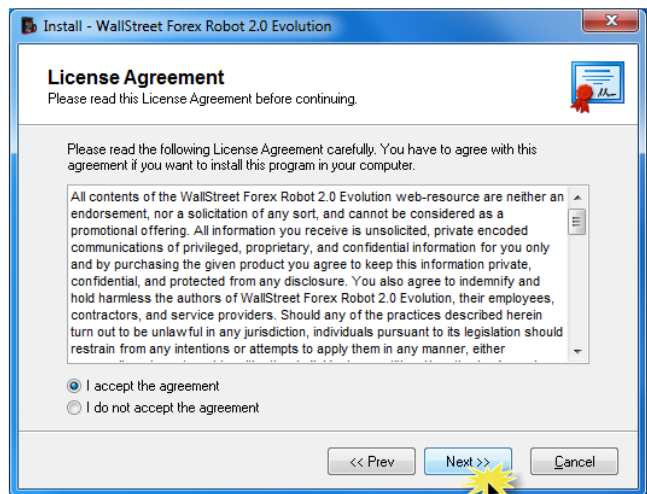 Install - WallStreet Forex Robot 2.0 Evolution
License Agreement
Please read this License Agreement before continuing.
Please read the following License Agreement carefully. You have to agree with this
agreement if you want to install this program in your computer.
All contents of the WallStreet Forex Robot 2.0 Evolution web-resource are neither an
endorsement, nor a solicitation of any sort, and cannot be considered as a
promotional offering. All information you receive is unsolicited, private encoded
communications of privileged, proprietary, and confidential information for you only
and by purchasing the given product you agree to keep this information private,
confidential, and protected from any disclosure. You also agree to indemnify and
hold harmless the authors of WallStreet Forex Robot 2.0 Evolution, their employees,
contractors, and service providers. Should any of the practices described herein
turn out to be unlawful in any jurisdiction, individuals pursuant to its legislation should
restrain from any intentions or attempts to apply them in any manner, either
I accept the agreement
I do not accept the agreement
<< Prev
Next >>
Cancel